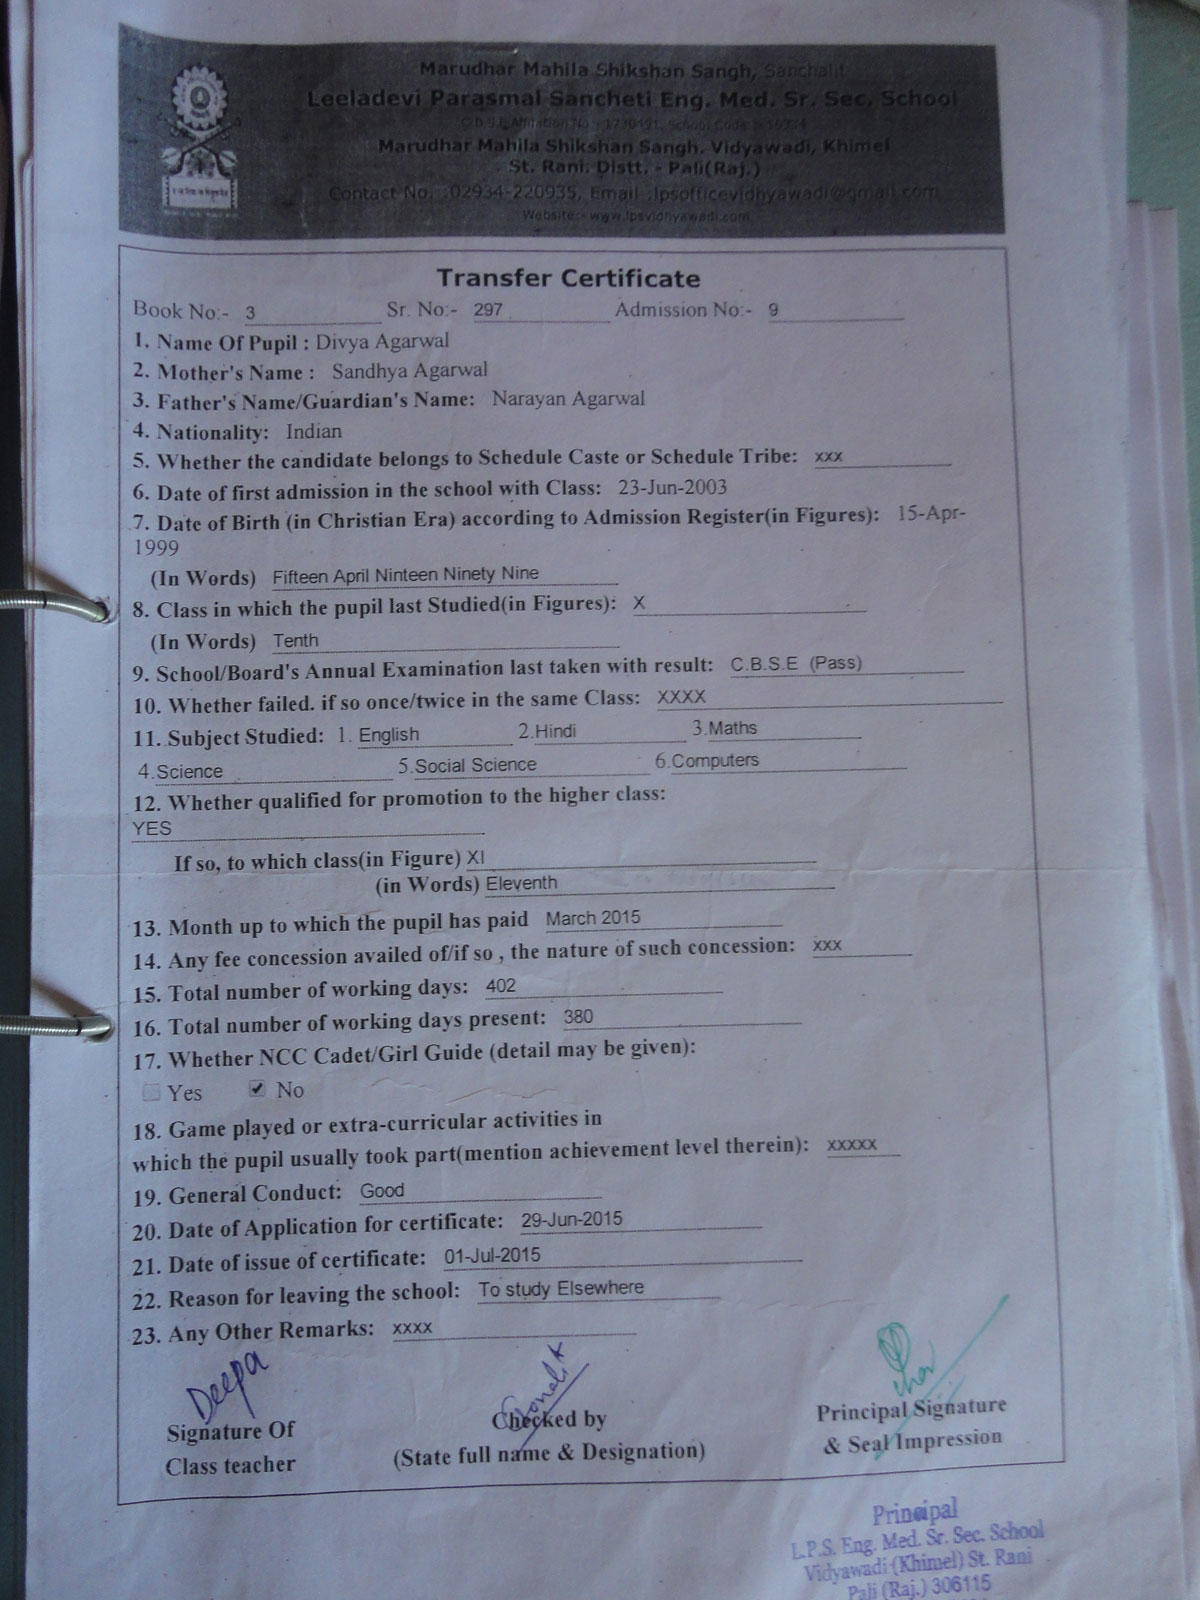 Marudhar Mahila Shikshan Sangh, Sanchalit
Leeladevi Parasmal Sancheti Eng. Med. Sr. Sec. School
Marudhar Mahila Shikshan Sangh. Vidyawadi, Khimel
St. Rani. Distt. - Pali(Raj.)
Contact No. :02934-220935, Email :lpsofficevidhyawadi@gmail.com
Website:- www.lpsvidhyawadi.com
Transfer Certificate
Book No:- 3 Sr. No:- 297 Admission No:- 9
1. Name Of Pupil : Divya Agarwal
2. Mother's Name : Sandhya Agarwal
3. Father's Name/Guardian's Name: Narayan Agarwal
4. Nationality: Indian
5. Whether the candidate belongs to Schedule Caste or Schedule Tribe: xxx
6. Date of first admission in the school with Class: 23-Jun-2003
7. Date of Birth (in Christian Era) according to Admission Register(in Figures): 15-Apr-
1999
(In Words) Fifteen April Ninteen Ninety Nine
8. Class in which the pupil last Studied(in Figures): X
(In Words) Tenth
9. School/Board's Annual Examination last taken with result: C.B.S.E (Pass)
10. Whether failed. if so once/twice in the same Class: XXXX
11. Subject Studied: 1. English 2.Hindi 3.Maths
4.Science 5.Social Science 6.Computers
12. Whether qualified for promotion to the higher class:
YES
If so, to which class(in Figure) XI
(in Words) Eleventh
13. Month up to which the pupil has paid March 2015
14. Any fee concession availed of/if so , the nature of such concession: xxx
15. Total number of working days: 402
16. Total number of working days present: 380
17. Whether NCC Cadet/Girl Guide (detail may be given):
Yes No
18. Game played or extra-curricular activities in
which the pupil usually took part(mention achievement level therein): xxxxx
19. General Conduct: Good
20. Date of Application for certificate: 29-Jun-2015
21. Date of issue of certificate: 01-Jul-2015
22. Reason for leaving the school: To study Elsewhere
23. Any Other Remarks: xxxx
Deepa
Signature Of Checked by Principal Signature
Class teacher (State full name & Designation) & Seal Impression
Principal
L.P.S. Eng. Med. Sr. Sec. School
Vidyawadi (Khimel) St. Rani
Pali (Raj.) 306115